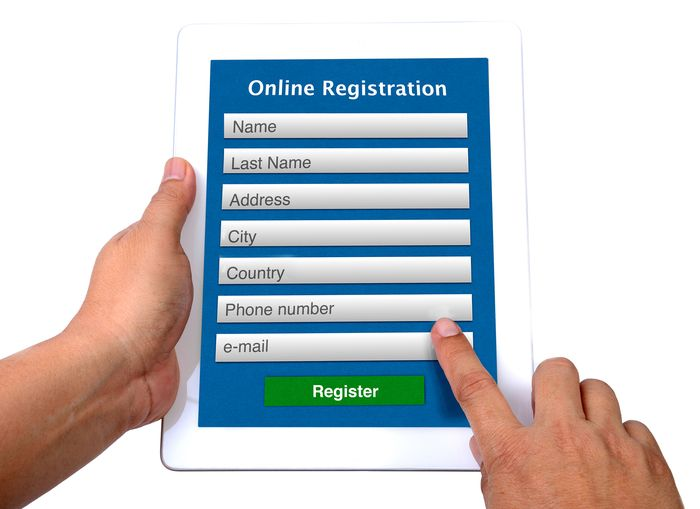 Online Registration
Name
Last Name
Address
City
Country
Phone number
e-mail
Register